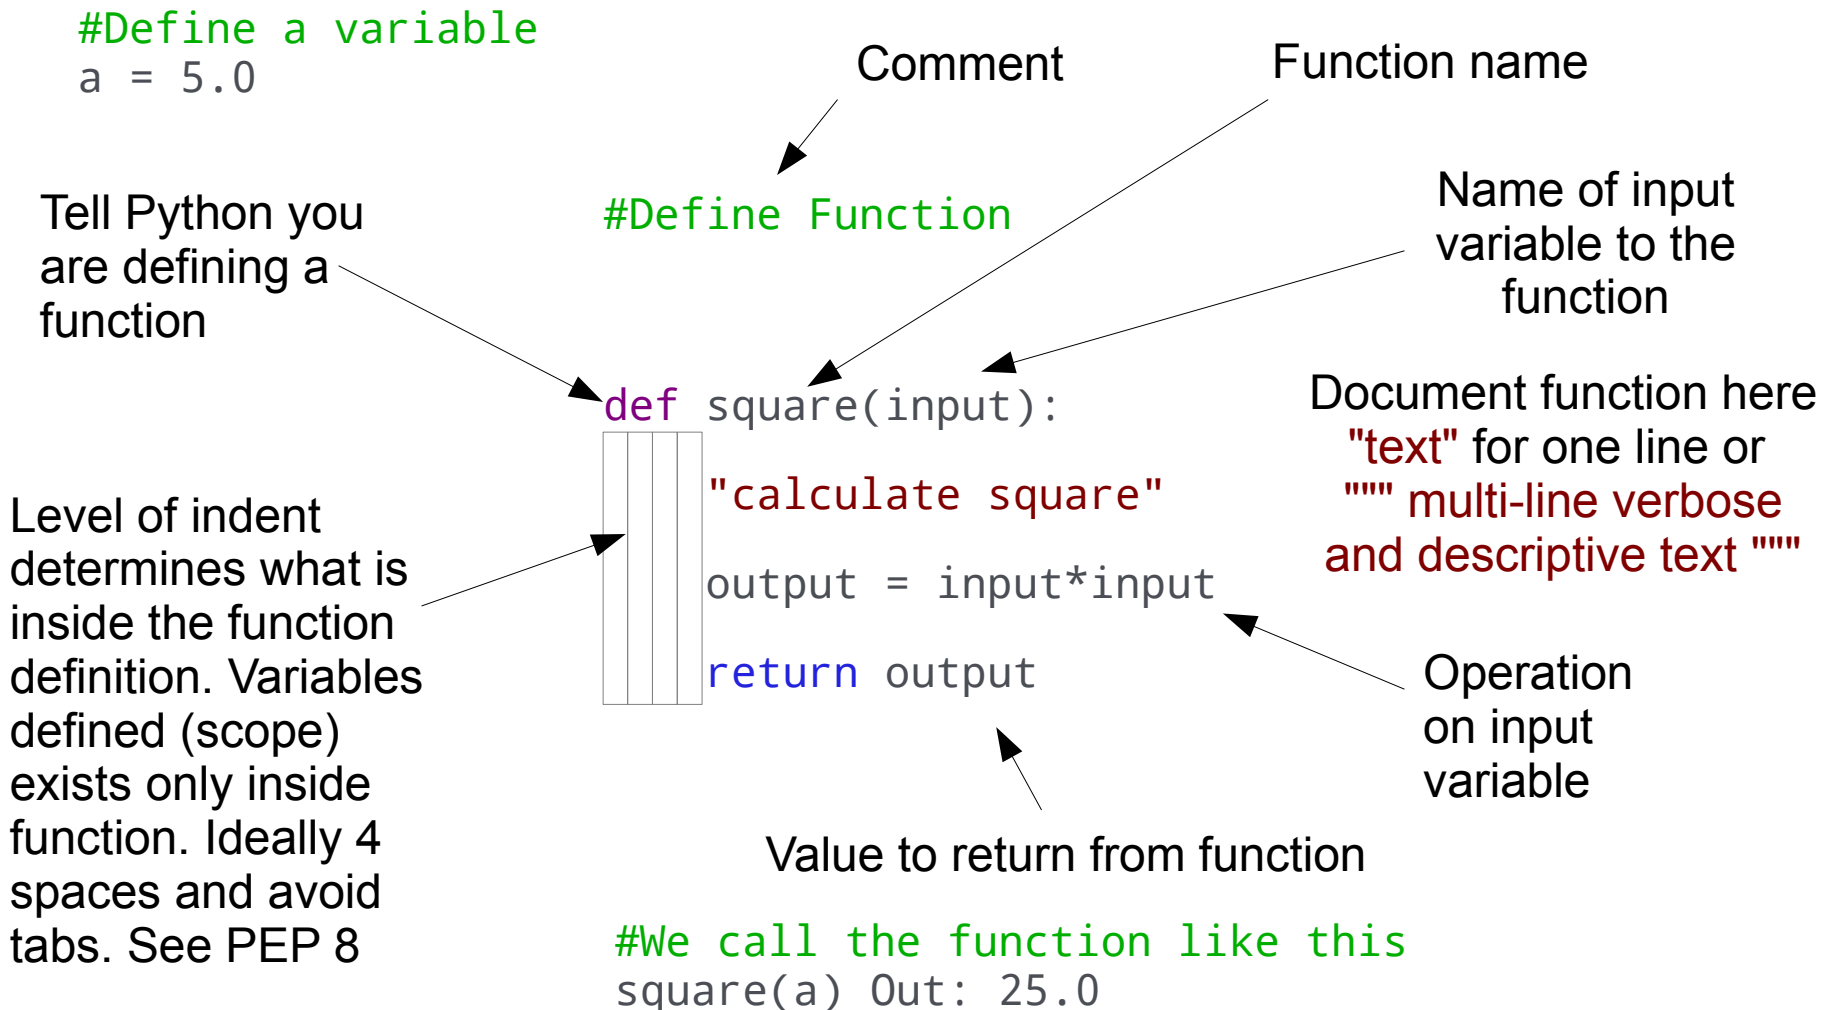 #Define a variable
a = 5.0
Comment
Function name
Tell Python you
are defining a
function
#Define Function
Name of input
variable to the
function
def square(input):
"calculate square"
output = input*input
return output
Document function here
"text" for one line or
""" multi-line verbose
and descriptive text """
Level of indent
determines what is
inside the function
definition. Variables
defined (scope)
exists only inside
function. Ideally 4
spaces and avoid
tabs. See PEP 8
Operation
on input
variable
Value to return from function
#We call the function like this
square(a) Out: 25.0